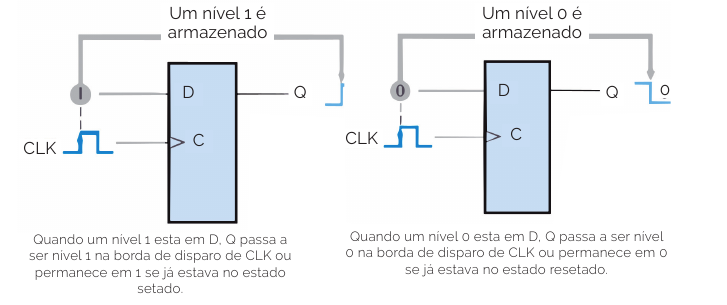 Um nível 1 é
armazenado
1
D
Q
CLK
C
Quando um nível 1 esta em D, Q passa a
ser nível 1 na borda de disparo de CLK ou
permanece em 1 se já estava no estado
setado.
Um nível 0 é
armazenado
0
D
Q
0
CLK
C
Quando um nível 0 esta em D, Q passa a ser nível
0 na borda de disparo de CLK ou permanece em 0
se já estava no estado resetado.